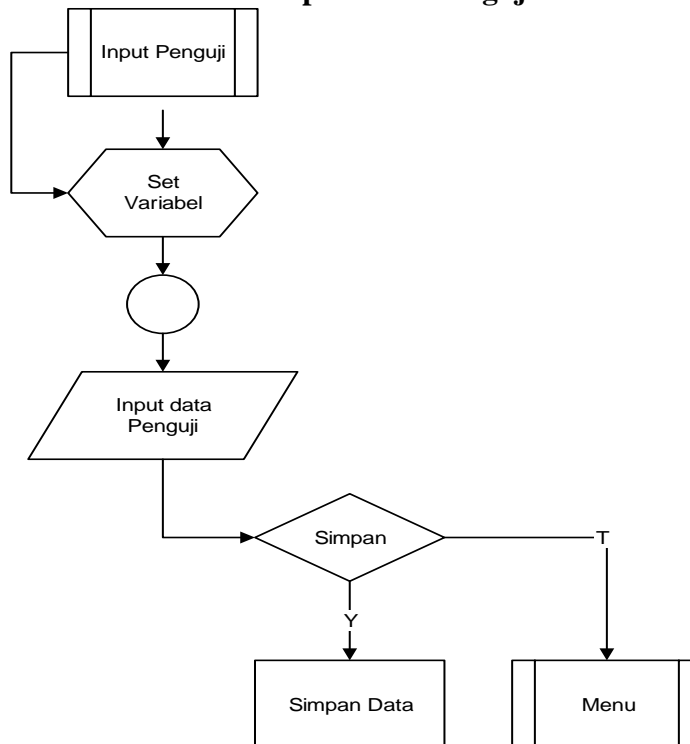 Input Penguji
Set
Variabel
Input data
Penguji
Simpan
T
Y
Simpan Data
Menu